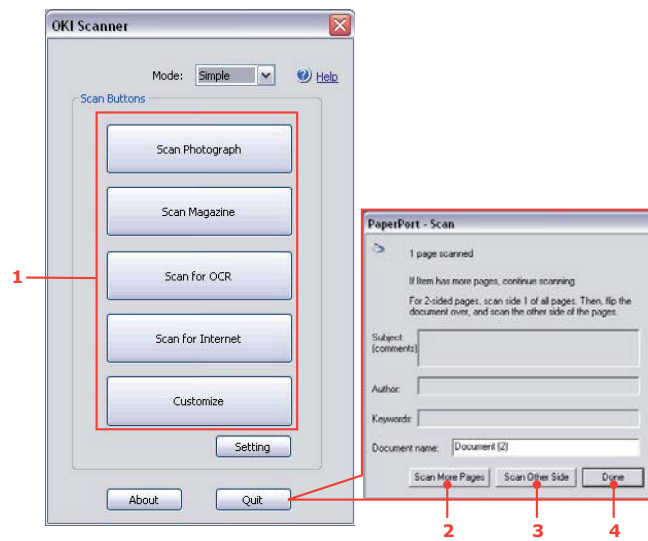 OKI Scanner
Mode: Simple Help
Scan Buttons
Scan Photograph
Scan Magazine
1
Scan for OCR
Scan for Internet
Customize
Setting
About Quit
PaperPort - Scan
1 page scanned
If Item has more pages, continue scanning.
For 2-sided pages, scan side 1 of all pages. Then, flip the
document over, and scan the other side of the pages.
Subject:
(comments)
Author:
Keywords:
Document name: Document (2)
Scan More Pages Scan Other Side Done
2 3 4